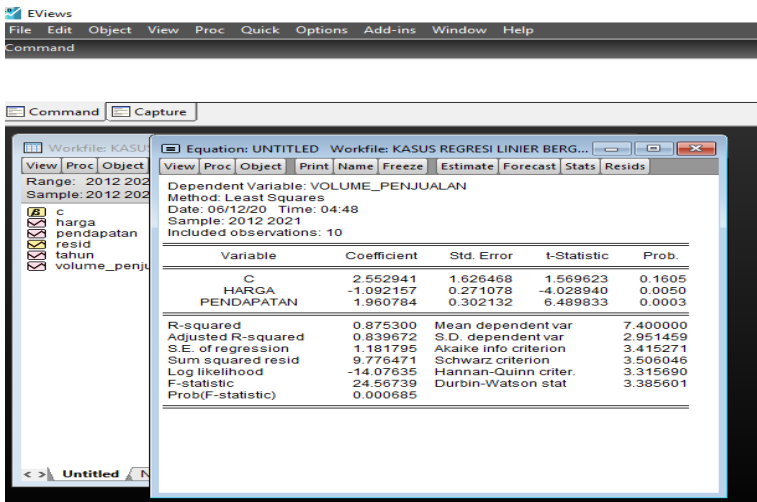 EViews
File Edit Object View Proc Quick Options Add-ins Window Help
Command
Command Capture
Workfile: KASU
View Proc Object
Range: 2012 202
Sample: 2012 202
c
harga
pendapatan
resid
tahun
volume_penju
< > Untitled N
Equation: UNTITLED Workfile: KASUS REGRESI LINIER BERG...
View Proc Object Print Name Freeze Estimate Forecast Stats Resids
Dependent Variable: VOLUME_PENJUALAN
Method: Least Squares
Date: 06/12/20 Time: 04:48
Sample: 2012 2021
Included observations: 10
Variable Coefficient Std. Error t-Statistic Prob.
C 2.552941 1.626468 1.569623 0.1605
HARGA -1.092157 0.271078 -4.028940 0.0050
PENDAPATAN 1.960784 0.302132 6.489833 0.0003
R-squared 0.875300 Mean dependent var 7.400000
Adjusted R-squared 0.839672 S.D. dependent var 2.951459
S.E. of regression 1.181795 Akaike info criterion 3.415271
Sum squared resid 9.776471 Schwarz criterion 3.506046
Log likelihood -14.07635 Hannan-Quinn criter. 3.315690
F-statistic 24.56739 Durbin-Watson stat 3.385601
Prob(F-statistic) 0.000685